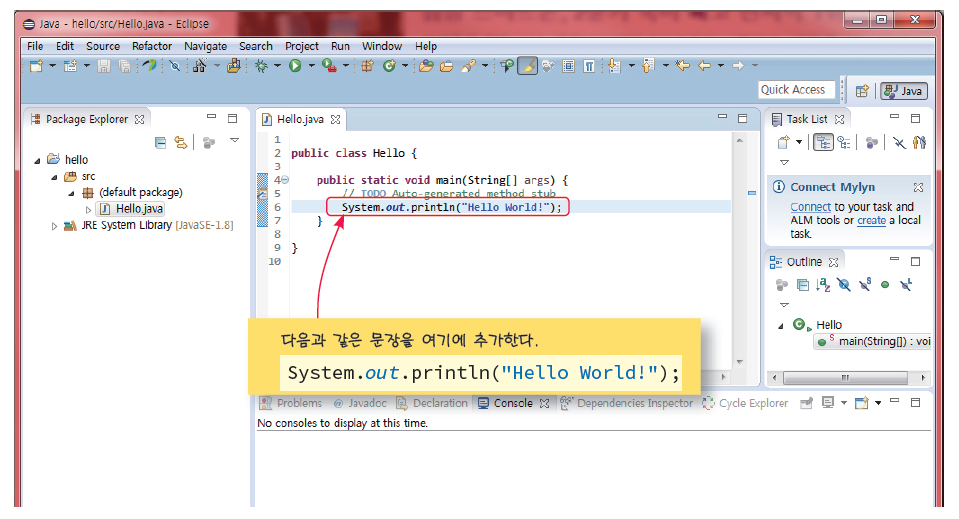 Java - hello/src/Hello.java - Eclipse
File Edit Source Refactor Navigate Search Project Run Window Help
Quick Access
Java
Package Explorer
hello
src
(default package)
Hello.java
JRE System Library [JavaSE-1.8]
Hello.java
1
2 public class Hello {
3
4 public static void main(String[] args) {
5 // TODO Auto-generated method stub
6 System.out.println("Hello World!");
7 }
8
9 }
10
다음과 같은 문장을 여기에 추가한다.
System.out.println("Hello World!");
Task List
Connect Mylyn
Connect to your task and
ALM tools or create a local
task.
Outline
Hello
main(String[]) : voi
Problems @ Javadoc Declaration Console Dependencies Inspector Cycle Explorer
No consoles to display at this time.